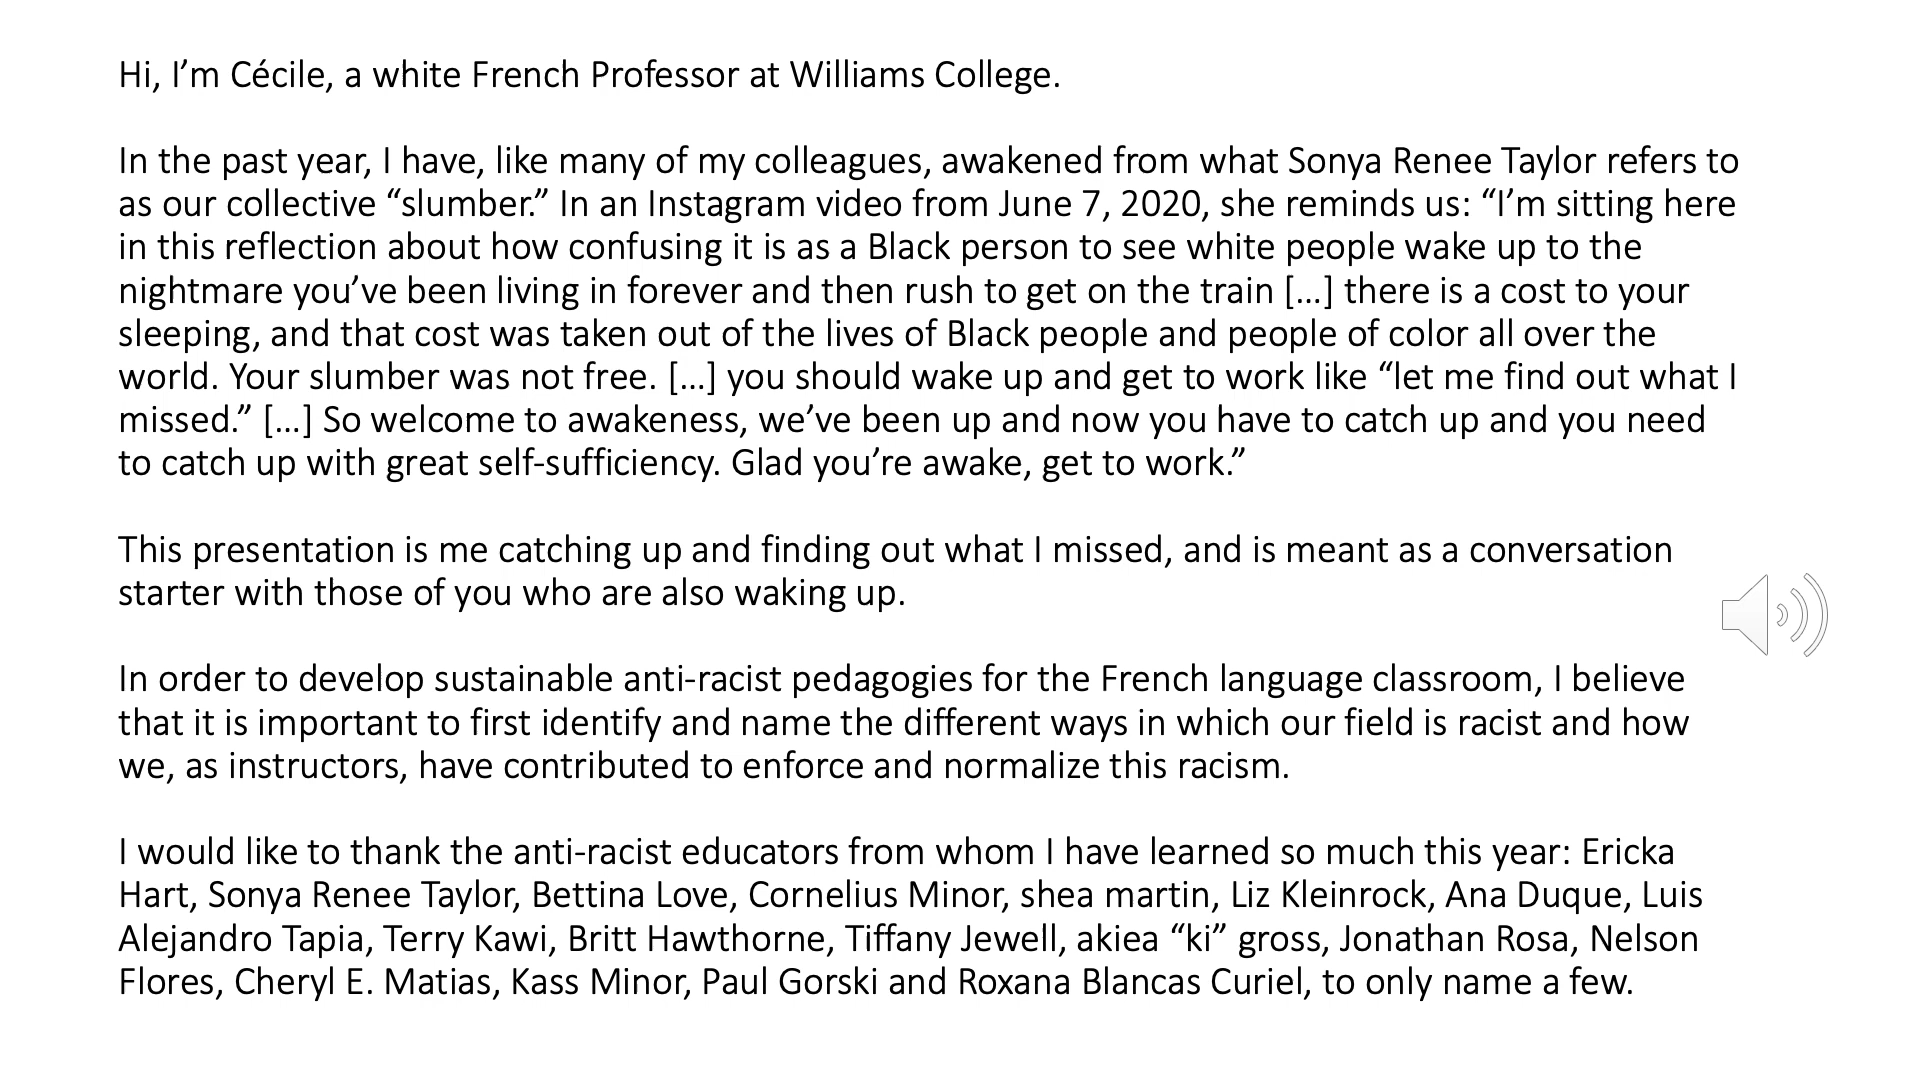 Hi, I’m Cécile, a white French Professor at Williams College.
In the past year, I have, like many of my colleagues, awakened from what Sonya Renee Taylor refers to
as our collective “slumber.” In an Instagram video from June 7, 2020, she reminds us: “I’m sitting here
in this reflection about how confusing it is as a Black person to see white people wake up to the
nightmare you’ve been living in forever and then rush to get on the train […] there is a cost to your
sleeping, and that cost was taken out of the lives of Black people and people of color all over the
world. Your slumber was not free. […] you should wake up and get to work like “let me find out what I
missed.” […] So welcome to awakeness, we’ve been up and now you have to catch up and you need
to catch up with great self-sufficiency. Glad you’re awake, get to work.”
This presentation is me catching up and finding out what I missed, and is meant as a conversation
starter with those of you who are also waking up.
In order to develop sustainable anti-racist pedagogies for the French language classroom, I believe
that it is important to first identify and name the different ways in which our field is racist and how
we, as instructors, have contributed to enforce and normalize this racism.
I would like to thank the anti-racist educators from whom I have learned so much this year: Ericka
Hart, Sonya Renee Taylor, Bettina Love, Cornelius Minor, shea martin, Liz Kleinrock, Ana Duque, Luis
Alejandro Tapia, Terry Kawi, Britt Hawthorne, Tiffany Jewell, akiea “ki” gross, Jonathan Rosa, Nelson
Flores, Cheryl E. Matias, Kass Minor, Paul Gorski and Roxana Blancas Curiel, to only name a few.